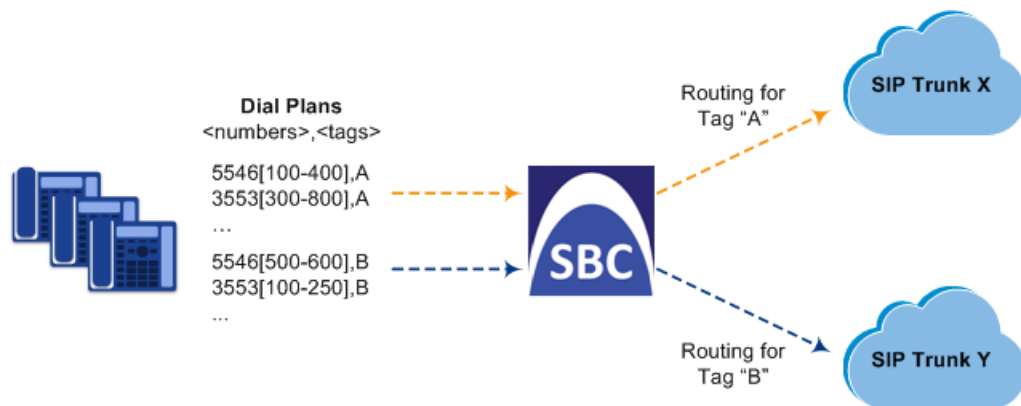 Dial Plans
<numbers>,<tags>
5546[100-400],A
3553[300-800],A
...
5546[500-600],B
3553[100-250],B
...
SBC
Routing for
Tag “A”
SIP Trunk X
Routing for
Tag “B”
SIP Trunk Y